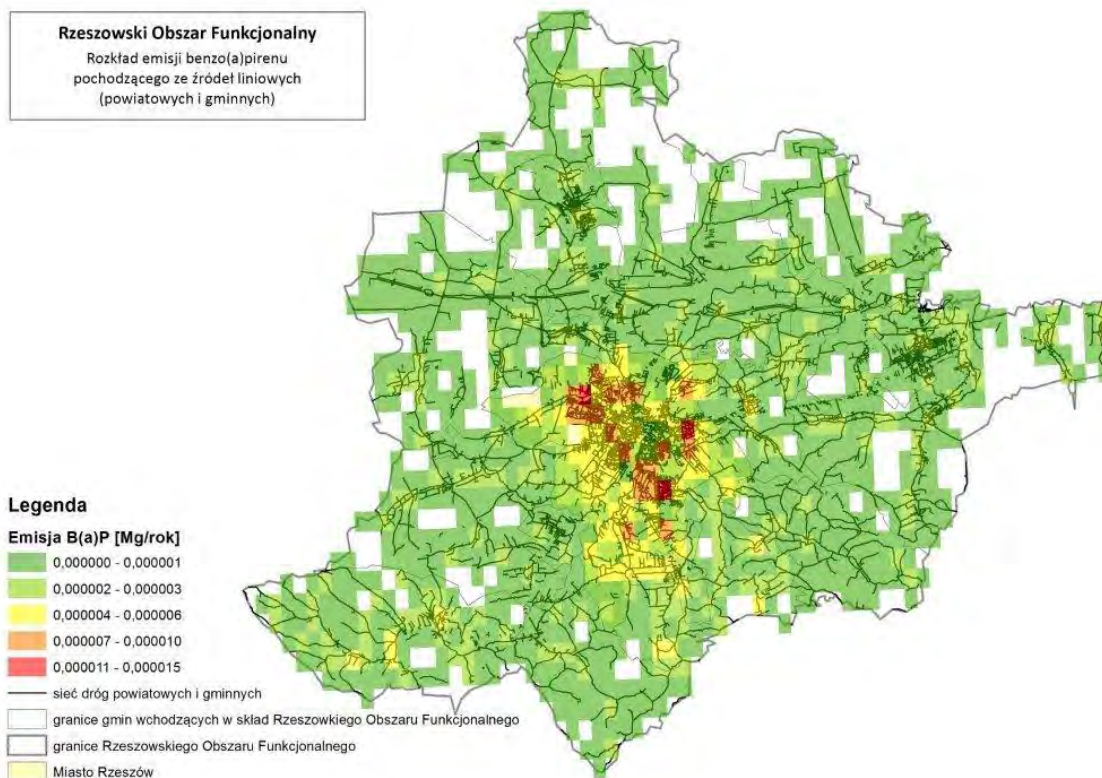 Rzeszowski Obszar Funkcjonalny
Rozkład emisji benzo(a)pirenu
pochodzącego ze źródeł liniowych
(powiatowych i gminnych)
Legenda
Emisja B(a)P [Mg/rok]
0,000000 - 0,000001
0,000002 - 0,000003
0,000004 - 0,000006
0,000007 - 0,000010
0,000011 - 0,000015
sieć dróg powiatowych i gminnych
granice gmin wchodzących w skład Rzeszowkiego Obszaru Funkcjonalnego
granice Rzeszowskiego Obszaru Funkcjonalnego
Miasto Rzeszów